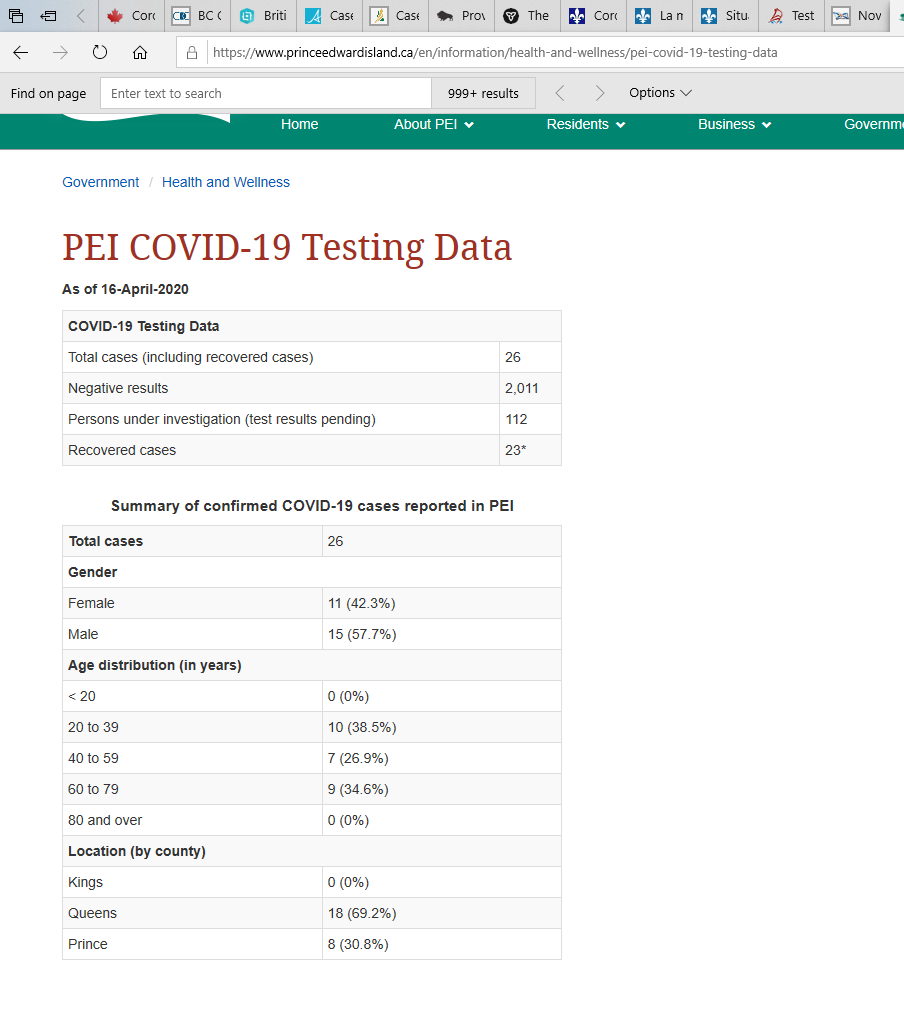 Corc BC C Briti Case Case Prov The Corc La n Situ Test Nov
https://www.princeedwardisland.ca/en/information/health-and-wellness/pei-covid-19-testing-data
Find on page Enter text to search 999+ results Options
Home About PEI Residents Business Governme
Government / Health and Wellness
PEI COVID-19 Testing Data
As of 16-April-2020
COVID-19 Testing Data
Total cases (including recovered cases) 26
Negative results 2,011
Persons under investigation (test results pending) 112
Recovered cases 23*
Summary of confirmed COVID-19 cases reported in PEI
Total cases 26
Gender
Female 11 (42.3%)
Male 15 (57.7%)
Age distribution (in years)
< 20 0 (0%)
20 to 39 10 (38.5%)
40 to 59 7 (26.9%)
60 to 79 9 (34.6%)
80 and over 0 (0%)
Location (by county)
Kings 0 (0%)
Queens 18 (69.2%)
Prince 8 (30.8%)